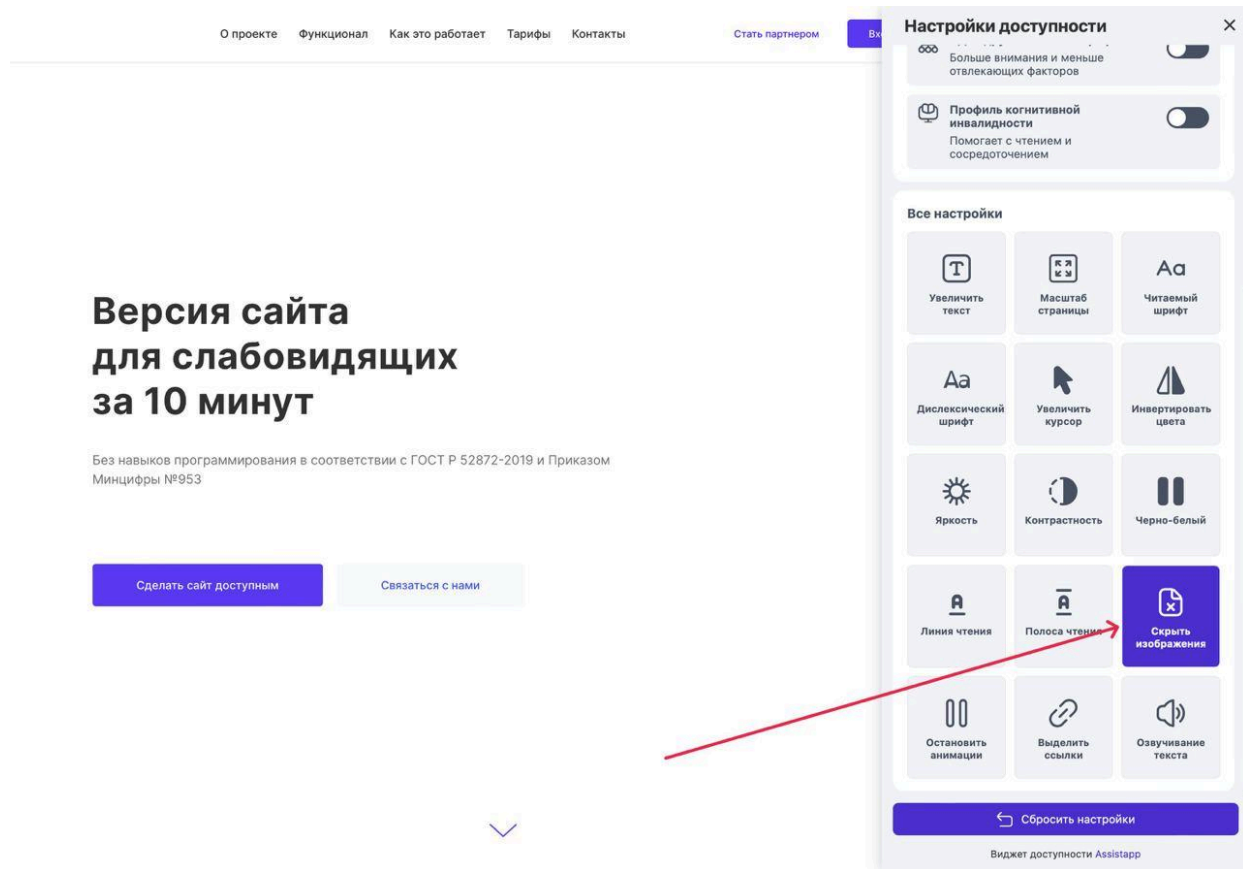 О проекте Функционал Как это работает Тарифы Контакты Стать партнером
Версия сайта
для слабовидящих
за 10 минут
Без навыков программирования в соответствии с ГОСТ Р 52872-2019 и Приказом
Минцифры №953
Сделать сайт доступным Связаться с нами
Настройки доступности
Больше внимания и меньше
отвлекающих факторов
Профиль когнитивной
инвалидности
Помогает с чтением и
сосредоточением
Все настройки
Увеличить
текст
Масштаб
страницы
Читаемый
шрифт
Дислексический
шрифт
Увеличить
курсор
Инвертировать
цвета
Яркость
Контрастность
Черно-белый
Линия чтения
Полоса чтения
Скрыть
изображения
Остановить
анимации
Выделить
ссылки
Озвучивание
текста
Сбросить настройки
Виджет доступности Assistapp